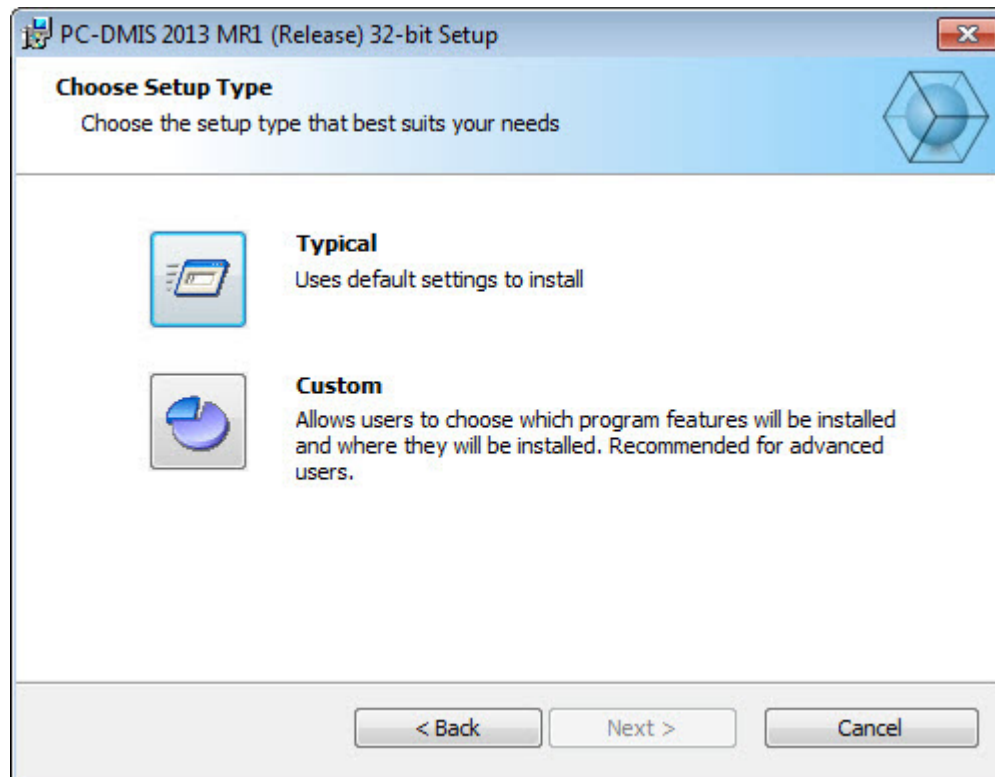 PC-DMIS 2013 MR1 (Release) 32-bit Setup
Choose Setup Type
Choose the setup type that best suits your needs
Typical
Uses default settings to install
Custom
Allows users to choose which program features will be installed
and where they will be installed. Recommended for advanced
users.
< Back Next > Cancel